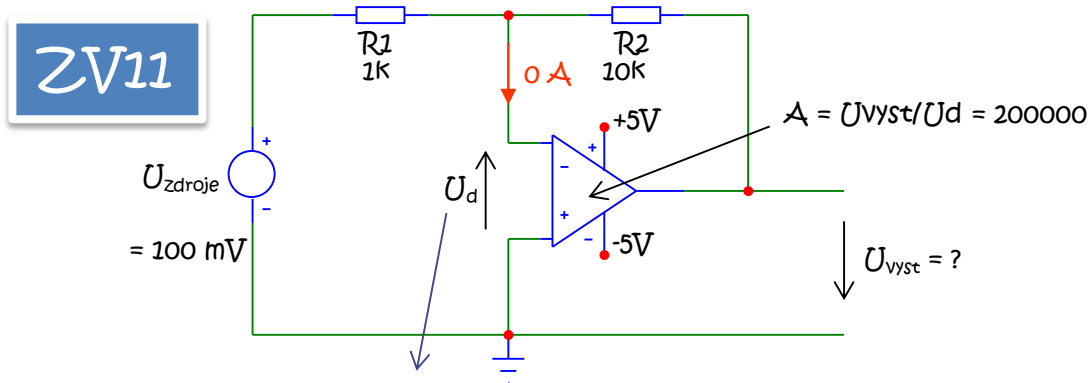 ZV11
R1
1k
R2
10k
0 A
+5V
A = Uvyst/Ud = 200000
+
-
+
-
+
-
Uzdroje
= 100 mV
Ud
-5V
Uvyst = ?